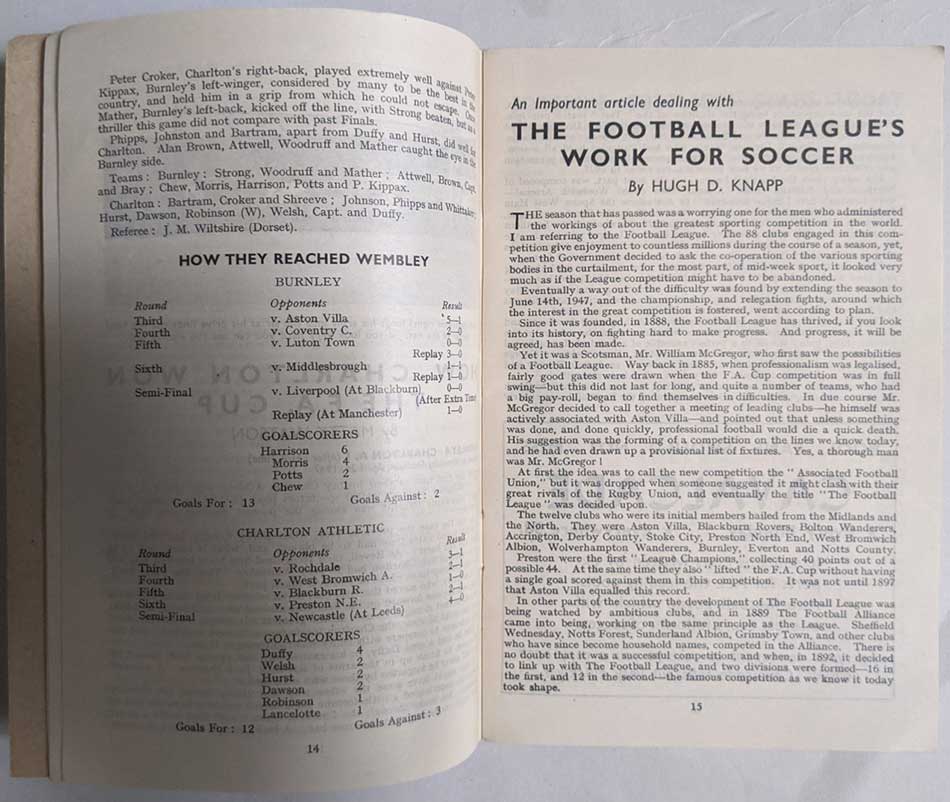 Peter Croker, Charlton's right-back, played extremely well against Peter
Kippax, Burnley's left-winger, considered by many to be the best in the
country, and held him in a grip from which he could not escape. Once
Mather, Burnley's left-back, kicked off the line, with Strong beaten, but as a
thriller this game did not compare with past Finals.
Phipps, Johnston and Bartram, apart from Duffy and Hurst, did well for
Charlton. Alan Brown, Attwell, Woodruff and Mather caught the eye in the
Burnley side.
Teams : Burnley : Strong, Woodruff and Mather ; Attwell, Brown, Capt.
and Bray ; Chew, Morris, Harrison, Potts and P. Kippax.
Charlton : Bartram, Croker and Shreeve ; Johnson, Phipps and Whittaker ;
Hurst, Dawson, Robinson (W), Welsh, Capt. and Duffy.
Referee : J. M. Wiltshire (Dorset).
HOW THEY REACHED WEMBLEY
BURNLEY
Round Opponents Result
Third v. Aston Villa 5—1
Fourth v. Coventry C. 2—0
Fifth v. Luton Town 0—0
Replay 3—0
Sixth v. Middlesbrough 1—1
Replay 1—0
Semi-Final v. Liverpool (At Blackburn) 0—0
(After Extra Time)
Replay (At Manchester) 1—0
GOALSCORERS
Harrison 6
Morris 4
Potts 2
Chew 1
Goals For : 13 Goals Against : 2
CHARLTON ATHLETIC
Round Opponents Result
Third v. Rochdale 3—1
Fourth v. West Bromwich A. 2—1
Fifth v. Blackburn R. 1—0
Sixth v. Preston N.E. 2—1
Semi-Final v. Newcastle (At Leeds) 4—0
GOALSCORERS
Duffy 4
Welsh 2
Hurst 2
Dawson 2
Robinson 1
Lancelotte 1
Goals For : 12 Goals Against : 3
14
An Important article dealing with
THE FOOTBALL LEAGUE'S
WORK FOR SOCCER
By HUGH D. KNAPP
THE season that has passed was a worrying one for the men who administered
the workings of about the greatest sporting competition in the world.
I am referring to the Football League. The 88 clubs engaged in this com-
petition give enjoyment to countless millions during the course of a season, yet,
when the Government decided to ask the co-operation of the various sporting
bodies in the curtailment, for the most part, of mid-week sport, it looked very
much as if the League competition might have to be abandoned.
Eventually a way out of the difficulty was found by extending the season to
June 14th, 1947, and the championship, and relegation fights, around which
the interest in the great competition is fostered, went according to plan.
Since it was founded, in 1888, the Football League has thrived, if you look
into its history, on fighting hard to make progress. And progress, it will be
agreed, has been made.
Yet it was a Scotsman, Mr. William McGregor, who first saw the possibilities
of a Football League. Way back in 1885, when professionalism was legalised,
fairly good gates were drawn when the F.A. Cup competition was in full
swing—but this did not last for long, and quite a number of teams, who had
a big pay-roll, began to find themselves in difficulties. In due course Mr.
McGregor decided to call together a meeting of leading clubs—he himself was
actively associated with Aston Villa—and pointed out that unless something
was done, and done quickly, professional football would die a quick death.
His suggestion was the forming of a competition on the lines we know today,
and he had even drawn up a provisional list of fixtures. Yes, a thorough man
was Mr. McGregor !
At first the idea was to call the new competition the " Associated Football
Union," but it was dropped when someone suggested it might clash with their
great rivals of the Rugby Union, and eventually the title "The Football
League " was decided upon.
The twelve clubs who were its initial members hailed from the Midlands and
the North. They were Aston Villa, Blackburn Rovers, Bolton Wanderers,
Accrington, Derby County, Stoke City, Preston North End, West Bromwich
Albion, Wolverhampton Wanderers, Burnley, Everton and Notts County.
Preston were the first " League Champions," collecting 40 points out of a
possible 44. At the same time they also " lifted " the F.A. Cup without having
a single goal scored against them in this competition. It was not until 1897
that Aston Villa equalled this record.
In other parts of the country the development of The Football League was
being watched by ambitious clubs, and in 1889 The Football Alliance
came into being, working on the same principle as the League. Sheffield
Wednesday, Notts Forest, Sunderland Albion, Grimsby Town, and other clubs
who have since become household names, competed in the Alliance. There is
no doubt that it was a successful competition, and when, in 1892, it decided
to link up with The Football League, and two divisions were formed—16 in
the first, and 12 in the second—the famous competition as we know it today
took shape.
15